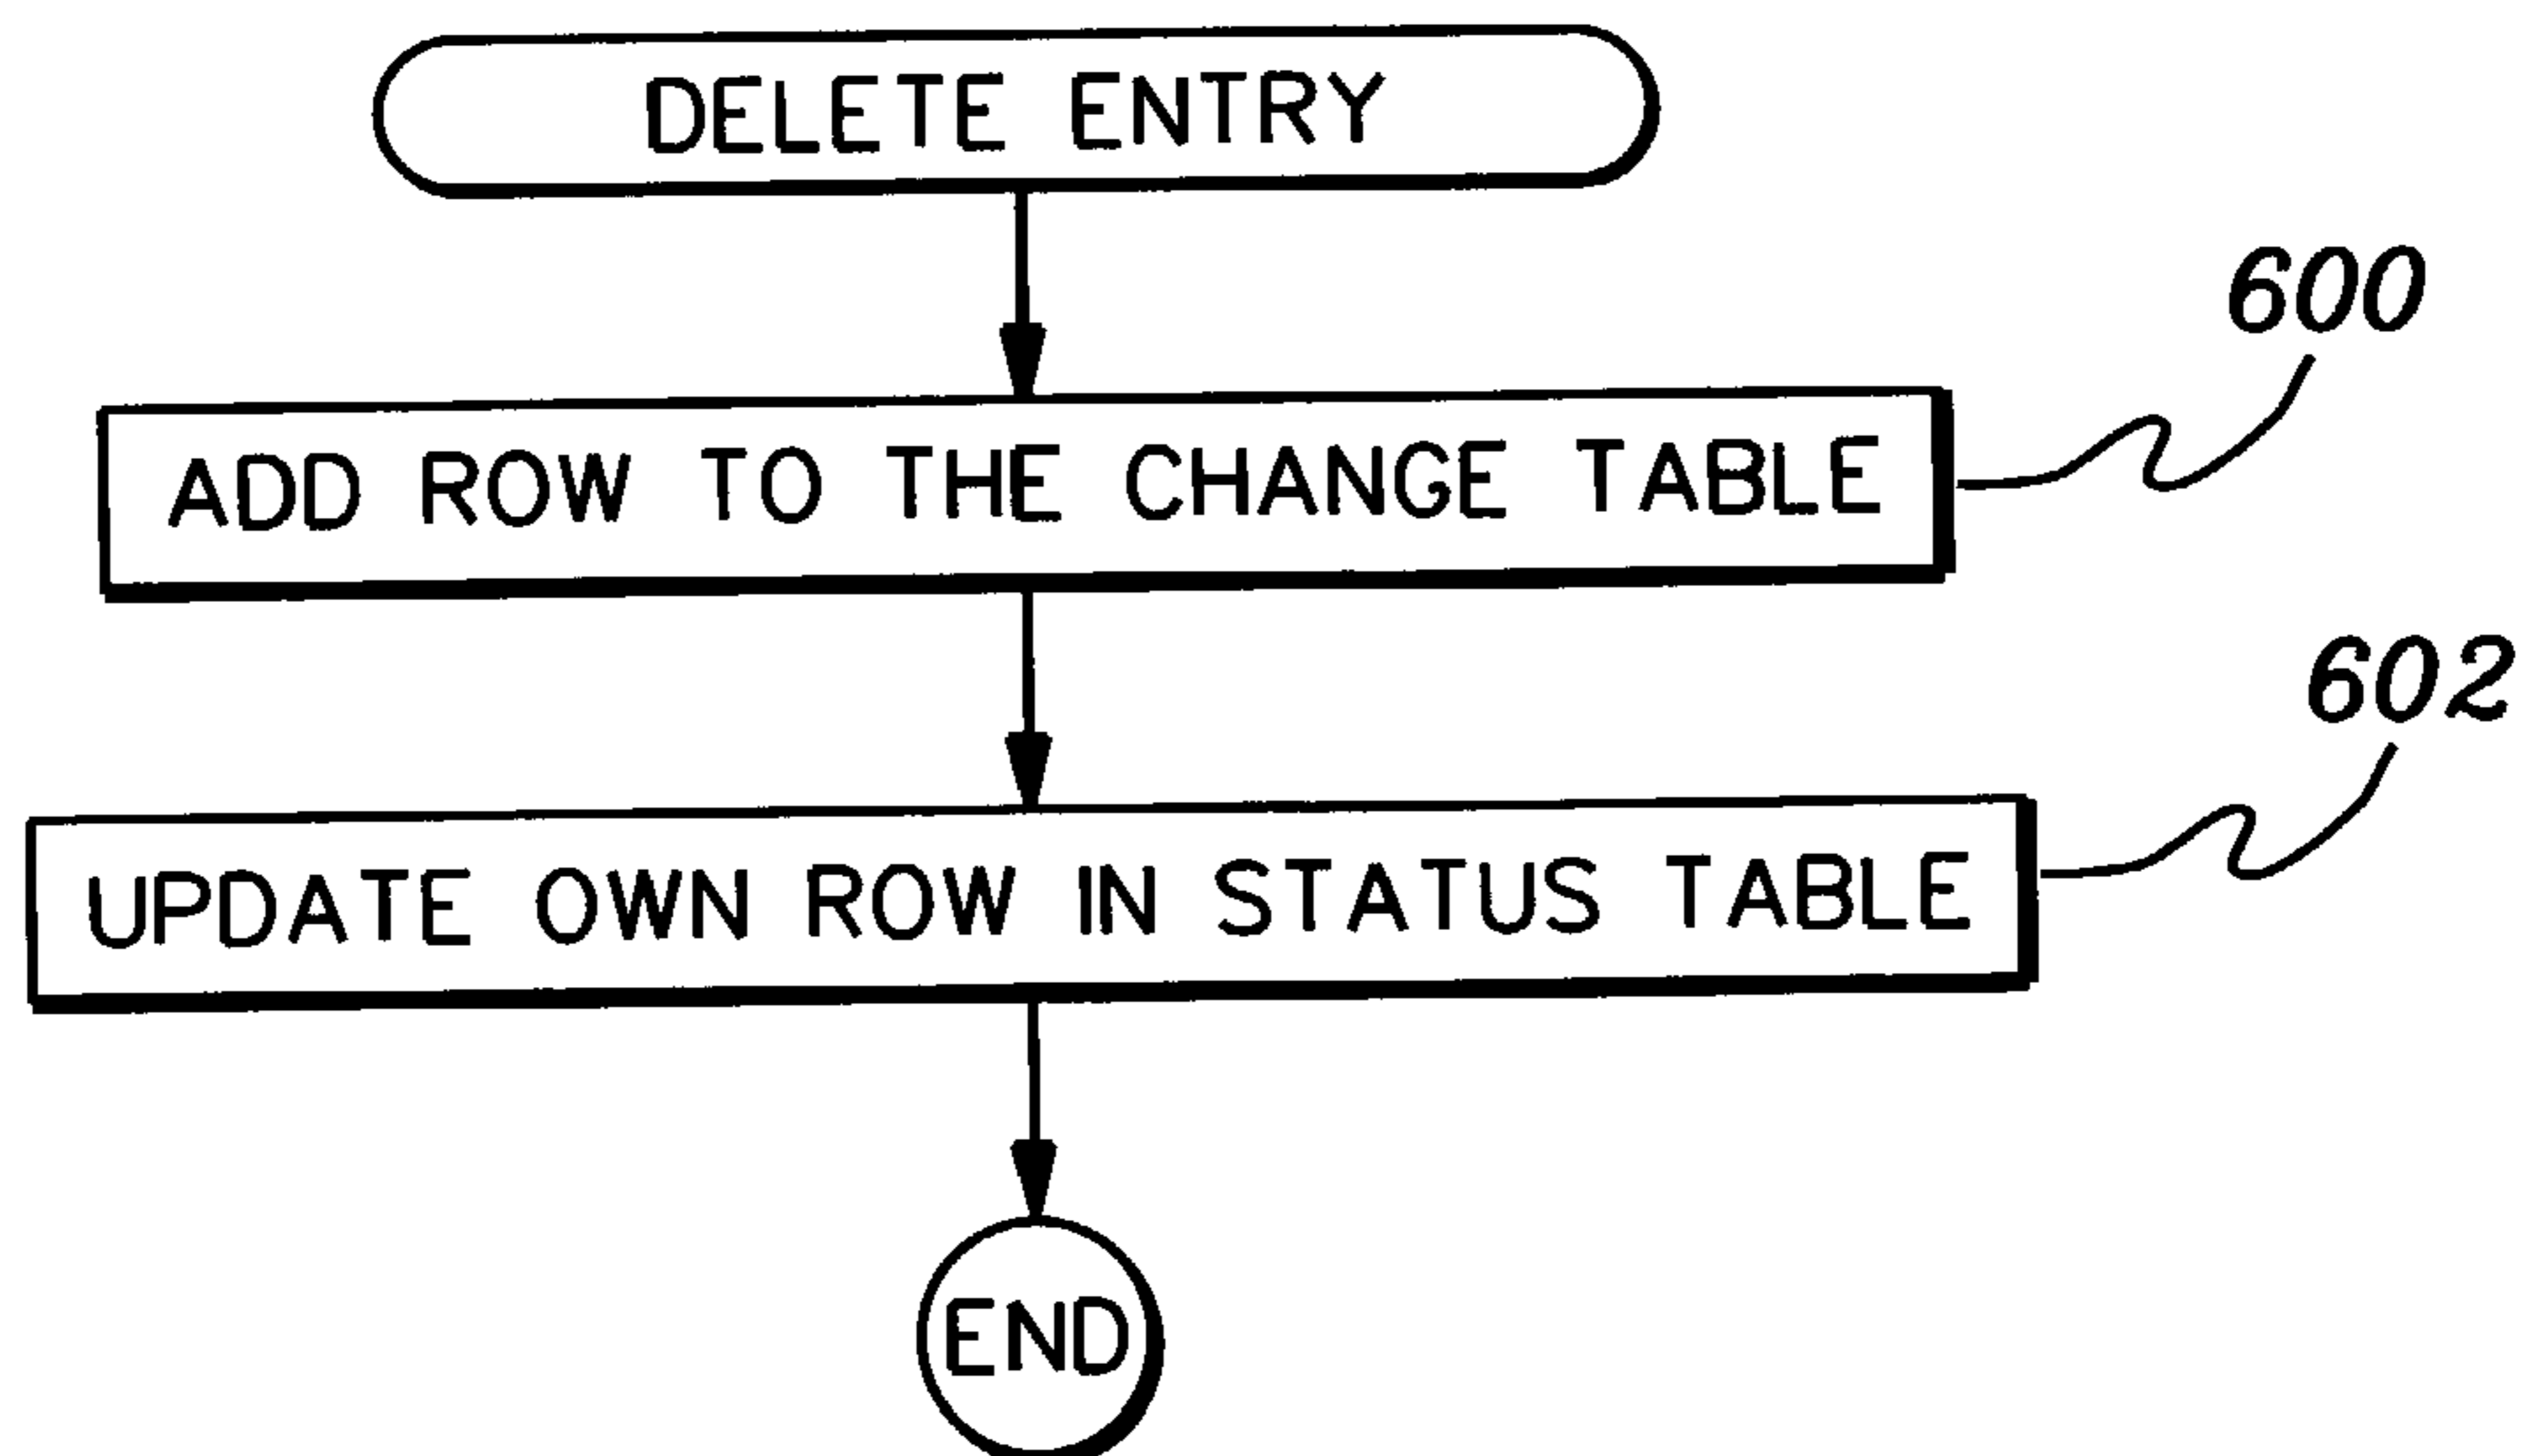 DELETE ENTRY
600
ADD ROW TO THE CHANGE TABLE
602
UPDATE OWN ROW IN STATUS TABLE
END